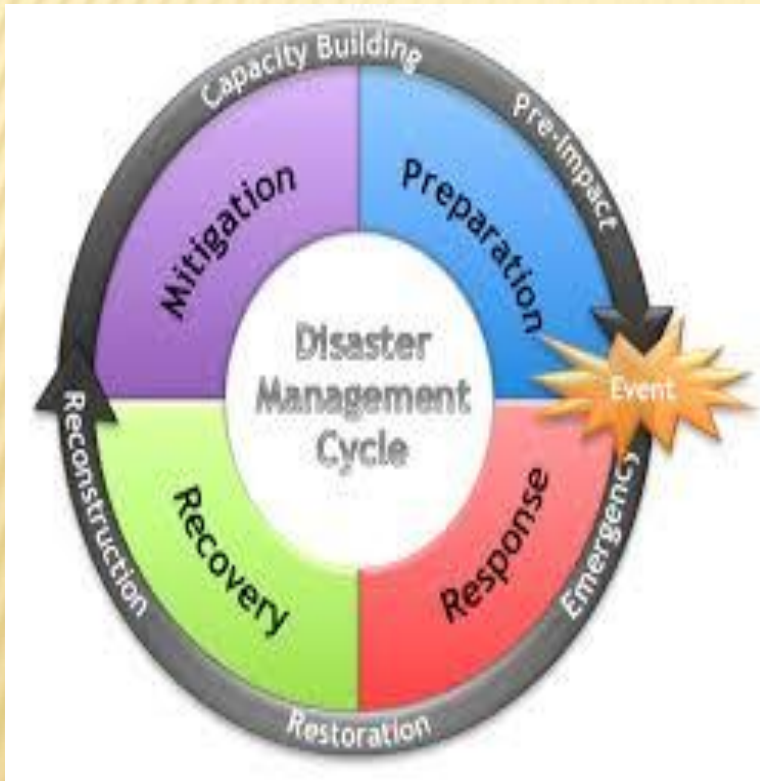 Capacity Building
Pre-Impact
Mitigation
Preparation
Disaster
Management
Cycle
Event
Reconstruction
Recovery
Response
Emergency
Restoration